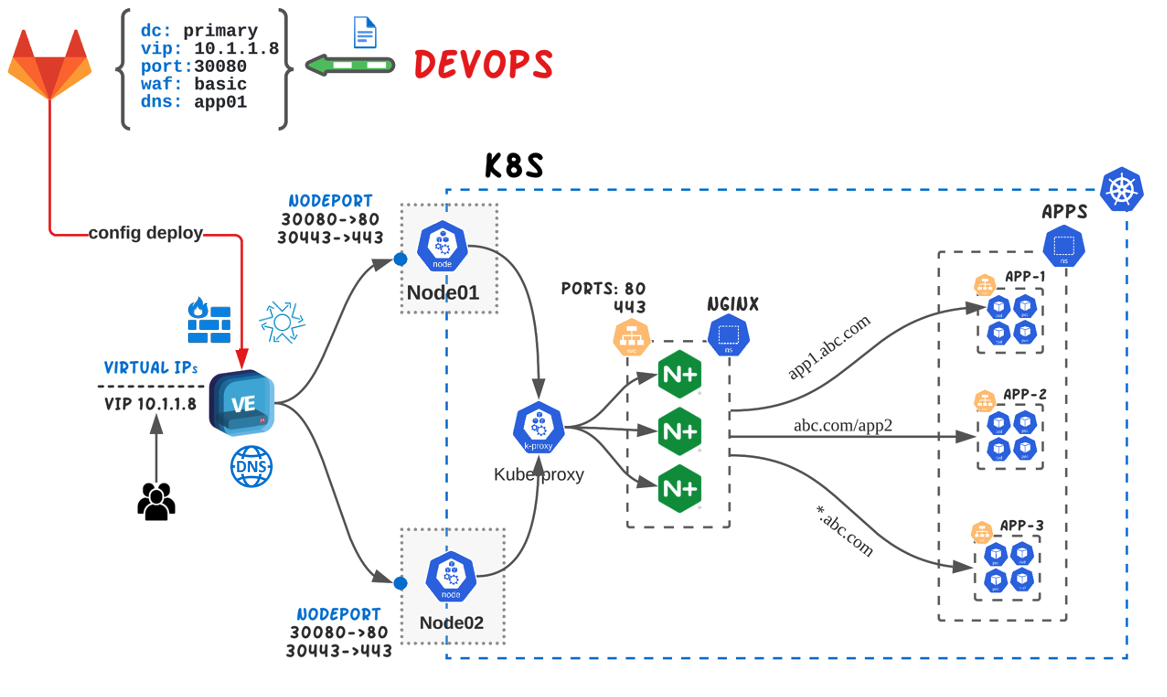 dc: primary
vip: 10.1.1.8
port:30080
waf: basic
dns: app01
DEVOPS
K8S
NODEPORT
30080->80
30443->443
APPS
ns
config deploy
node
Node01
PORTS: 80
443
NGINX
ns
svc
APP-1
app1.abc.com
VIRTUAL IPs
VIP 10.1.1.8
VE
DNS
N+
N+
N+
k-proxy
Kube-proxy
abc.com/app2
APP-2
*.abc.com
APP-3
node
Node02
NODEPORT
30080->80
30443->443